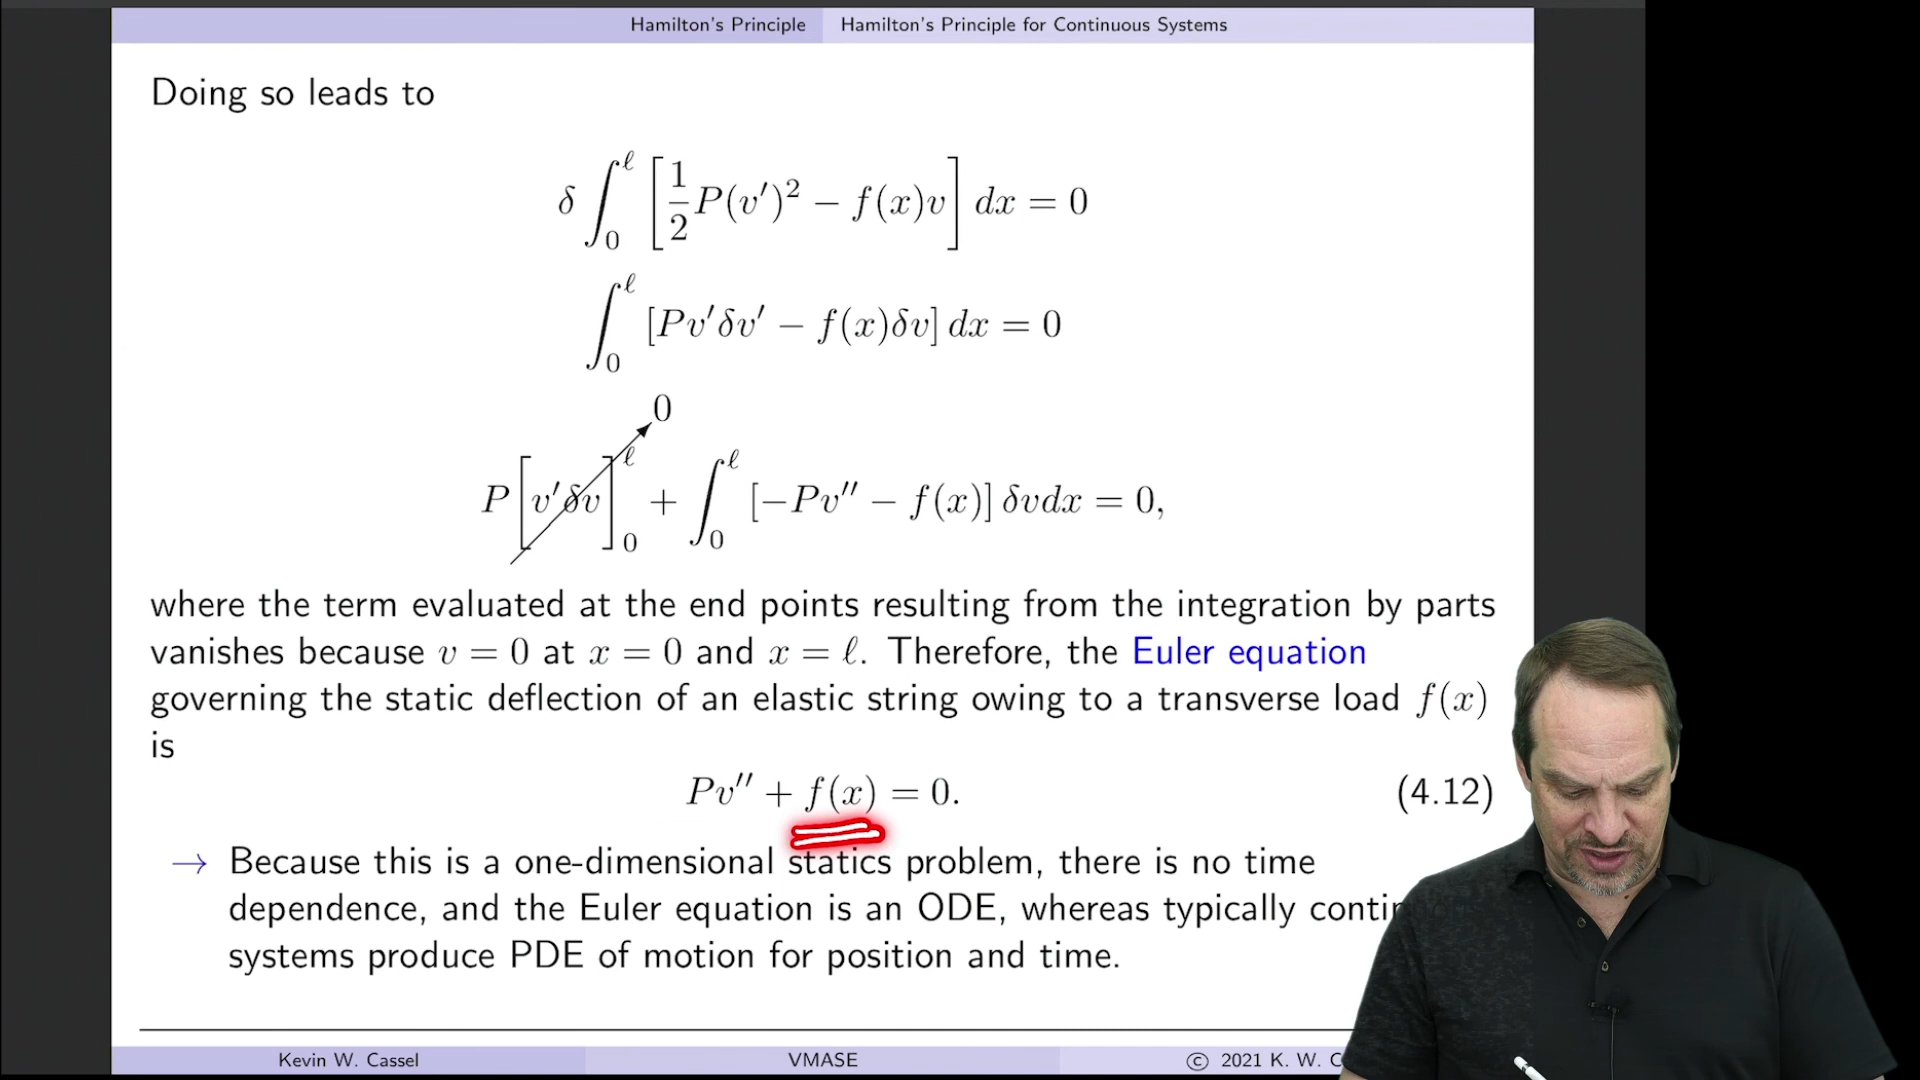 Hamilton's Principle Hamilton's Principle for Continuous Systems
Doing so leads to
δ∫₀^ℓ [1/2 P(v′)² − f(x)v] dx = 0
∫₀^ℓ [Pv′δv′ − f(x)δv] dx = 0
0
P[v′δv]₀^ℓ + ∫₀^ℓ [−Pv″ − f(x)] δvdx = 0,
where the term evaluated at the end points resulting from the integration by parts
vanishes because v = 0 at x = 0 and x = ℓ. Therefore, the Euler equation
governing the static deflection of an elastic string owing to a transverse load f(x)
is
Pv″ + f(x) = 0. (4.12)
→ Because this is a one-dimensional statics problem, there is no time
dependence, and the Euler equation is an ODE, whereas typically
systems produce PDE of motion for position and time.
Kevin W. Cassel VMASE © 2021 K. W.